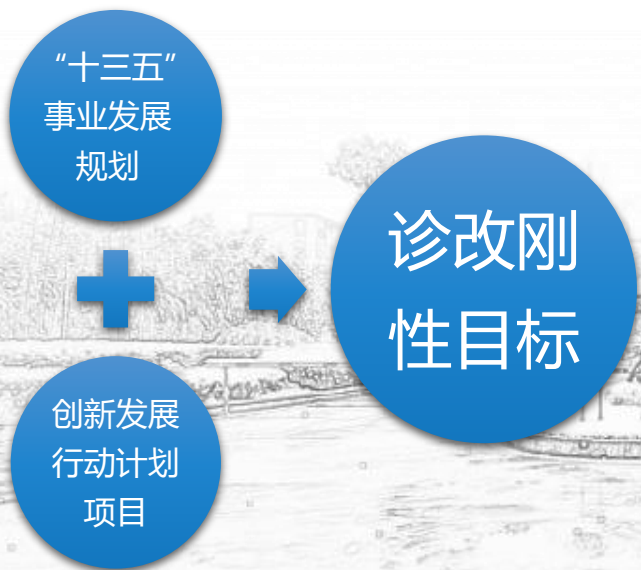 “十三五”
事业发展
规划
创新发展
行动计划
项目
诊改刚
性目标